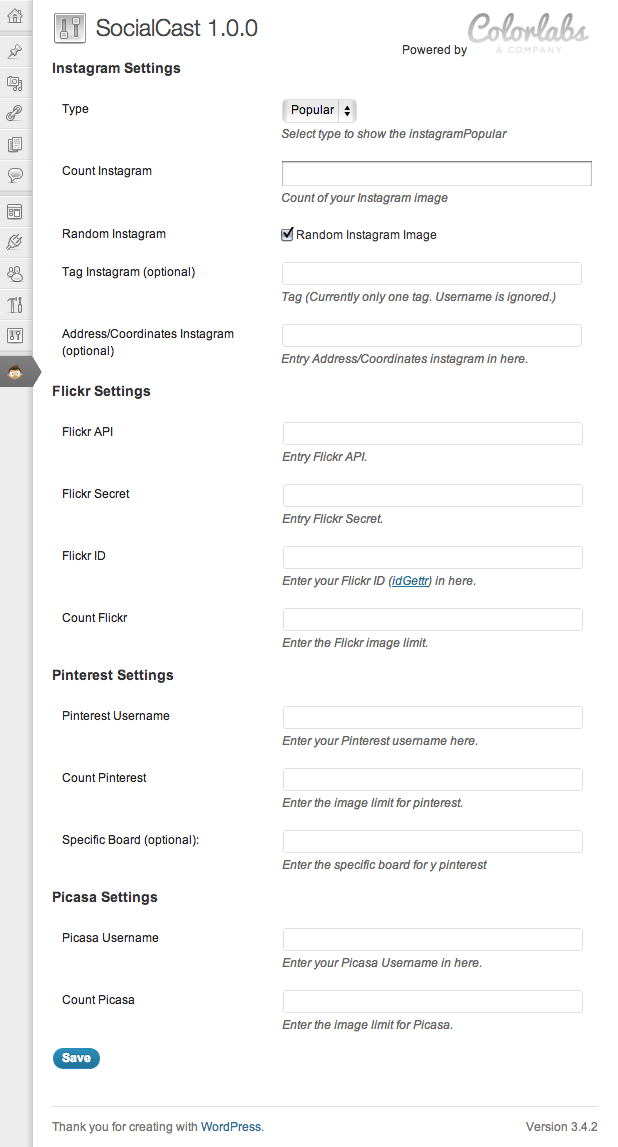 SocialCast 1.0.0
Powered by Colorlabs
& COMPANY
Instagram Settings
Type
Popular
Select type to show the instagramPopular
Count Instagram
Count of your Instagram image
Random Instagram
Random Instagram Image
Tag Instagram (optional)
Tag (Currently only one tag. Username is ignored.)
Address/Coordinates Instagram
(optional)
Entry Address/Coordinates instagram in here.
Flickr Settings
Flickr API
Entry Flickr API.
Flickr Secret
Entry Flickr Secret.
Flickr ID
Enter your Flickr ID (idGettr) in here.
Count Flickr
Enter the Flickr image limit.
Pinterest Settings
Pinterest Username
Enter your Pinterest username here.
Count Pinterest
Enter the image limit for pinterest.
Specific Board (optional):
Enter the specific board for y pinterest
Picasa Settings
Picasa Username
Enter your Picasa Username in here.
Count Picasa
Enter the image limit for Picasa.
Save
Thank you for creating with WordPress.
Version 3.4.2